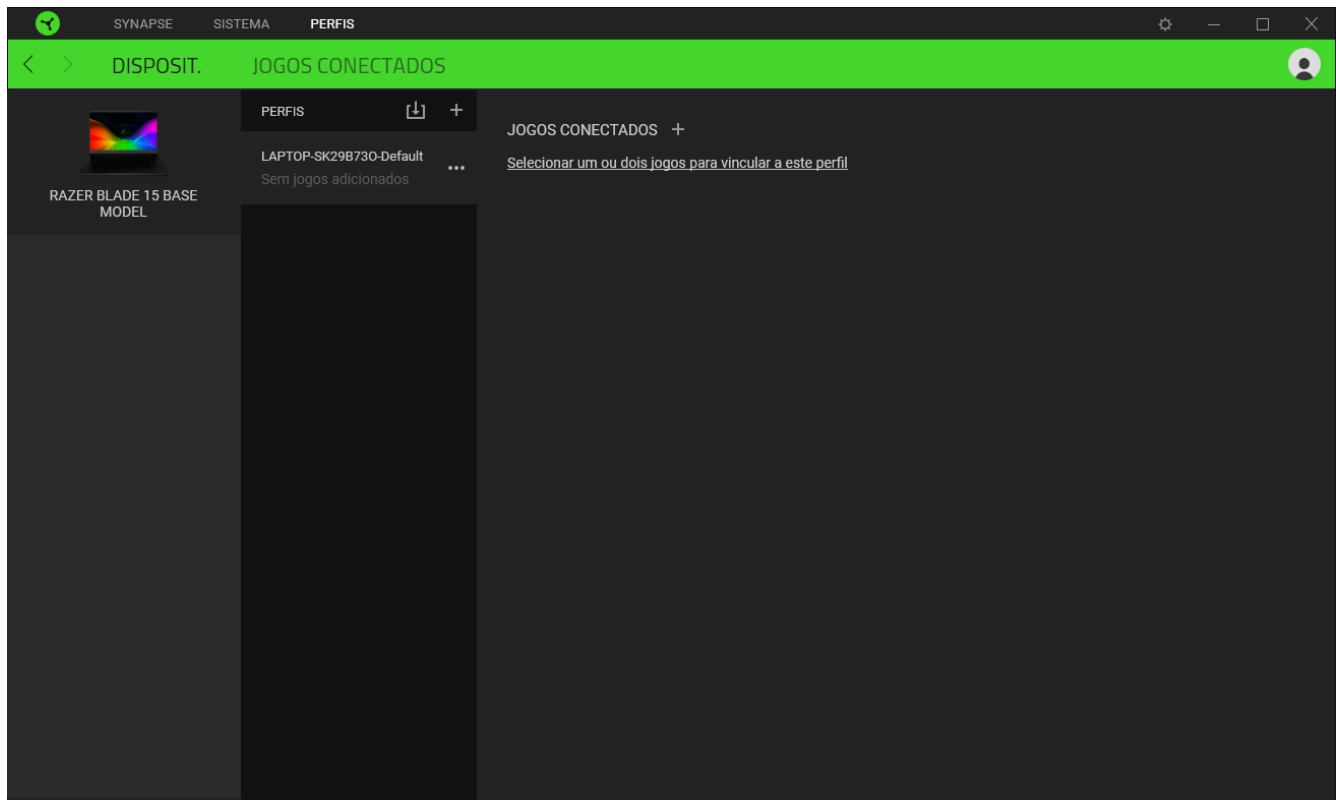 SYNAPSE SISTEMA PERFIS
DISPOSIT. JOGOS CONECTADOS
RAZER BLADE 15 BASE
MODEL
PERFIS
LAPTOP-SK29B73O-Default
Sem jogos adicionados
JOGOS CONECTADOS
Selecionar um ou dois jogos para vincular a este perfil